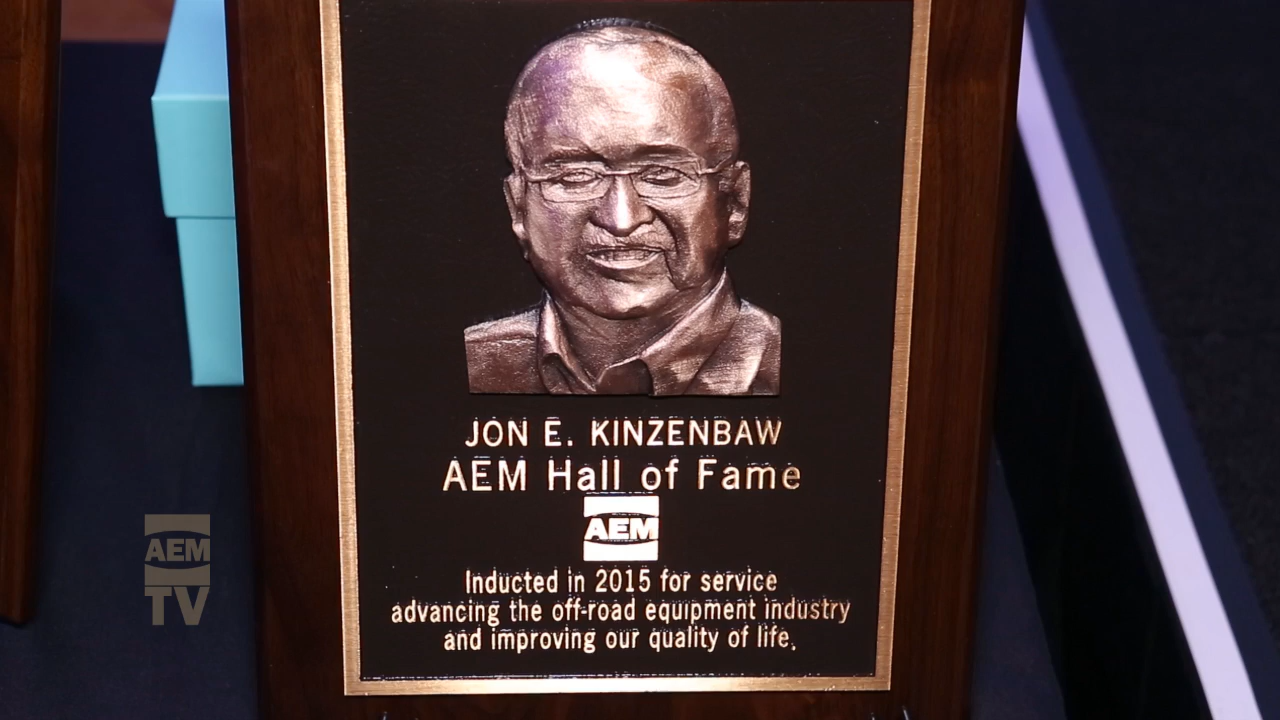 JON E. KINZENBAW
AEM Hall of Fame
AEM
Inducted in 2015 for service
advancing the off-road equipment industry
and improving our quality of life.
AEM
TV